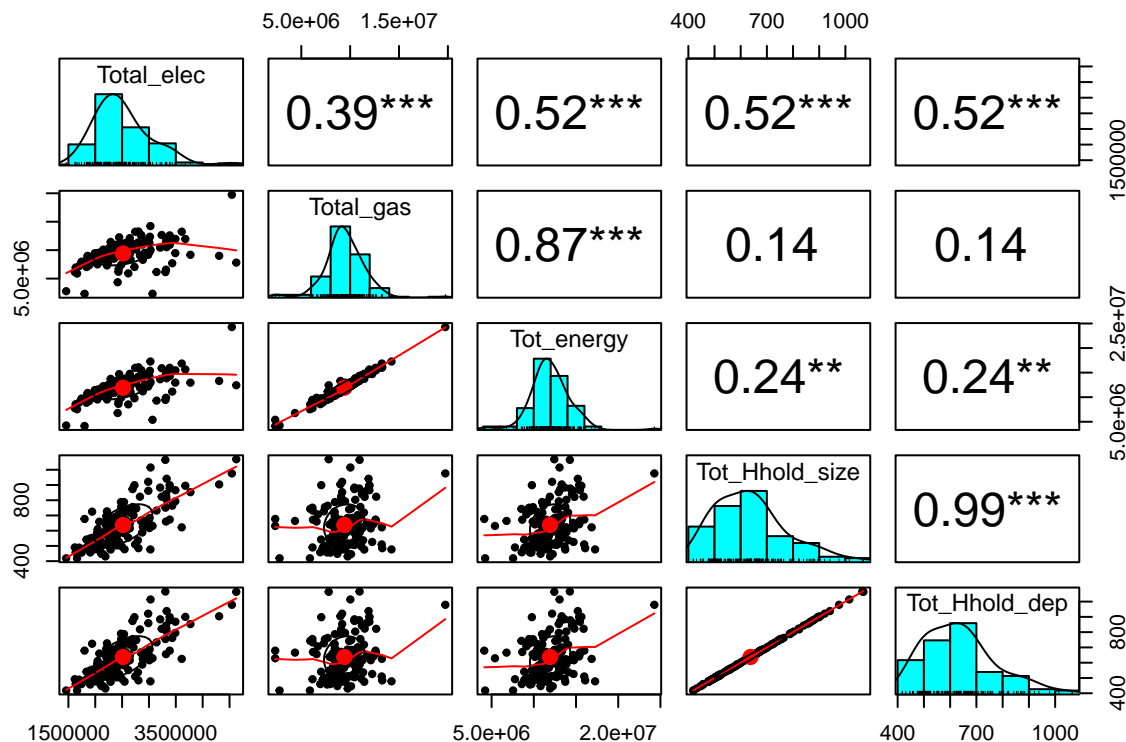 5.0e+06 1.5e+07 400 700 1000
Total_elec 0.39*** 0.52*** 0.52*** 0.52***
1500000
Total_gas 0.87*** 0.14 0.14
5.0e+06
Tot_energy 0.24** 0.24**
5.0e+06 2.5e+07
Tot_Hhold_size 0.99***
400 800
Tot_Hhold_dep
400 800
1500000 3500000 5.0e+06 2.0e+07 400 700 1000